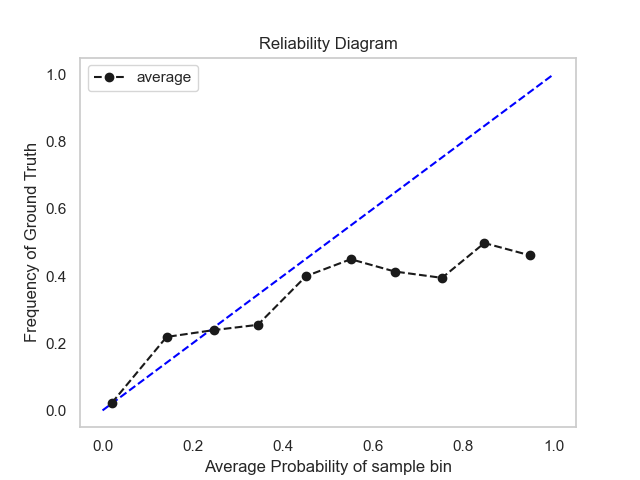 Reliability Diagram
average
Frequency of Ground Truth
1.0
0.8
0.6
0.4
0.2
0.0
0.0 0.2 0.4 0.6 0.8 1.0
Average Probability of sample bin